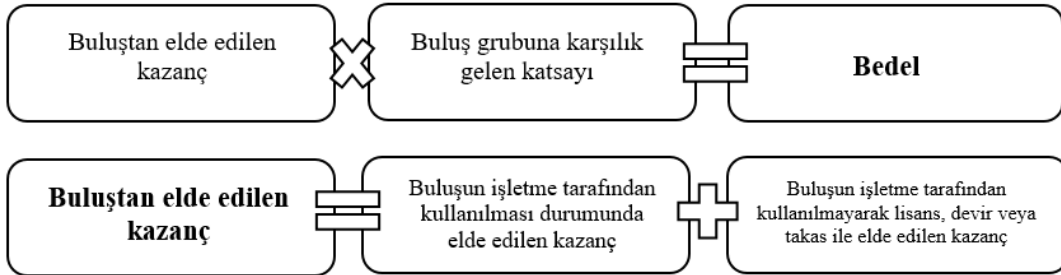 Buluştan elde edilen
kazanç
Buluş grubuna karşılık
gelen katsayı
Bedel
Buluştan elde edilen
kazanç
Buluşun işletme tarafından
kullanılması durumunda
elde edilen kazanç
Buluşun işletme tarafından
kullanılmayarak lisans, devir veya
takas ile elde edilen kazanç